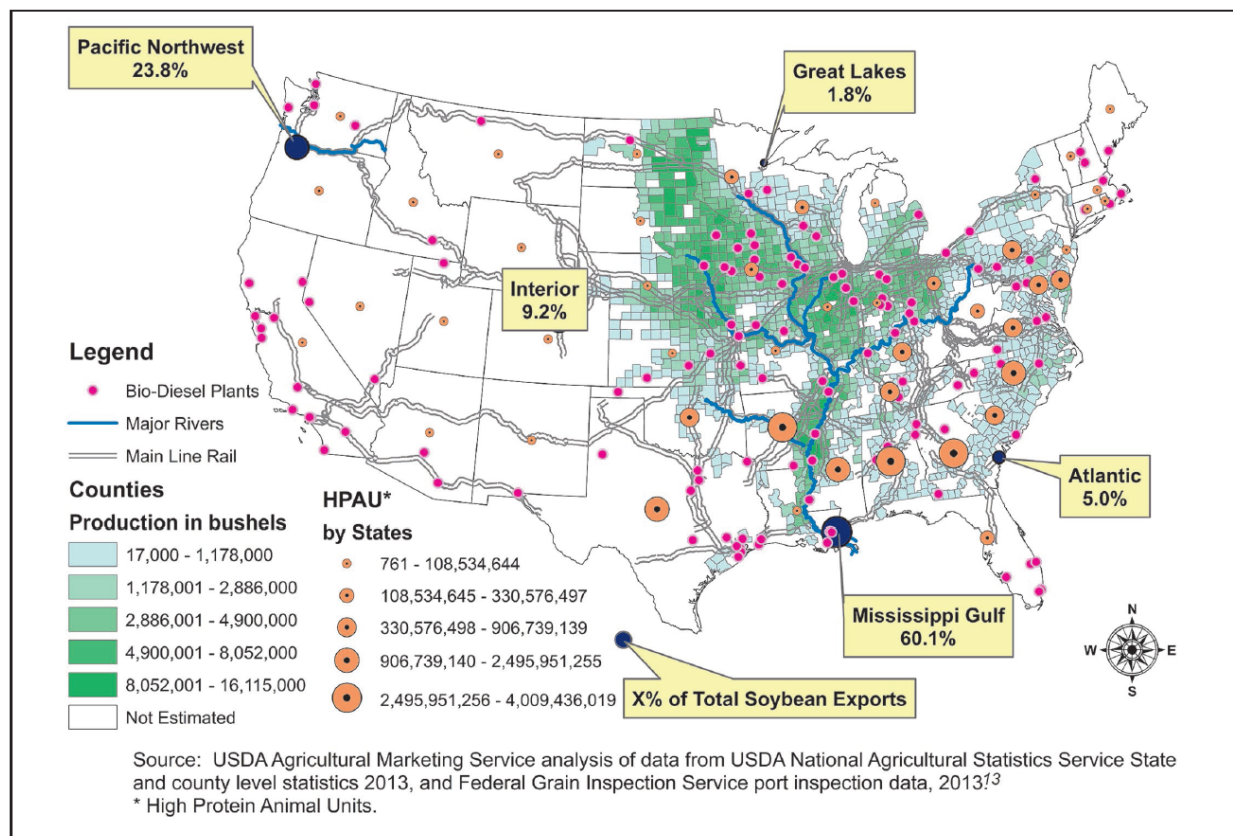 Pacific Northwest
23.8%
Great Lakes
1.8%
Interior
9.2%
Atlantic
5.0%
Mississippi Gulf
60.1%
X% of Total Soybean Exports
Legend
Bio-Diesel Plants
Major Rivers
Main Line Rail
Counties
Production in bushels
17,000 - 1,178,000
1,178,001 - 2,886,000
2,886,001 - 4,900,000
4,900,001 - 8,052,000
8,052,001 - 16,115,000
Not Estimated
HPAU*
by States
761 - 108,534,644
108,534,645 - 330,576,497
330,576,498 - 906,739,139
906,739,140 - 2,495,951,255
2,495,951,256 - 4,009,436,019
N
W
E
S
Source: USDA Agricultural Marketing Service analysis of data from USDA National Agricultural Statistics Service State
and county level statistics 2013, and Federal Grain Inspection Service port inspection data, 2013.13
* High Protein Animal Units.